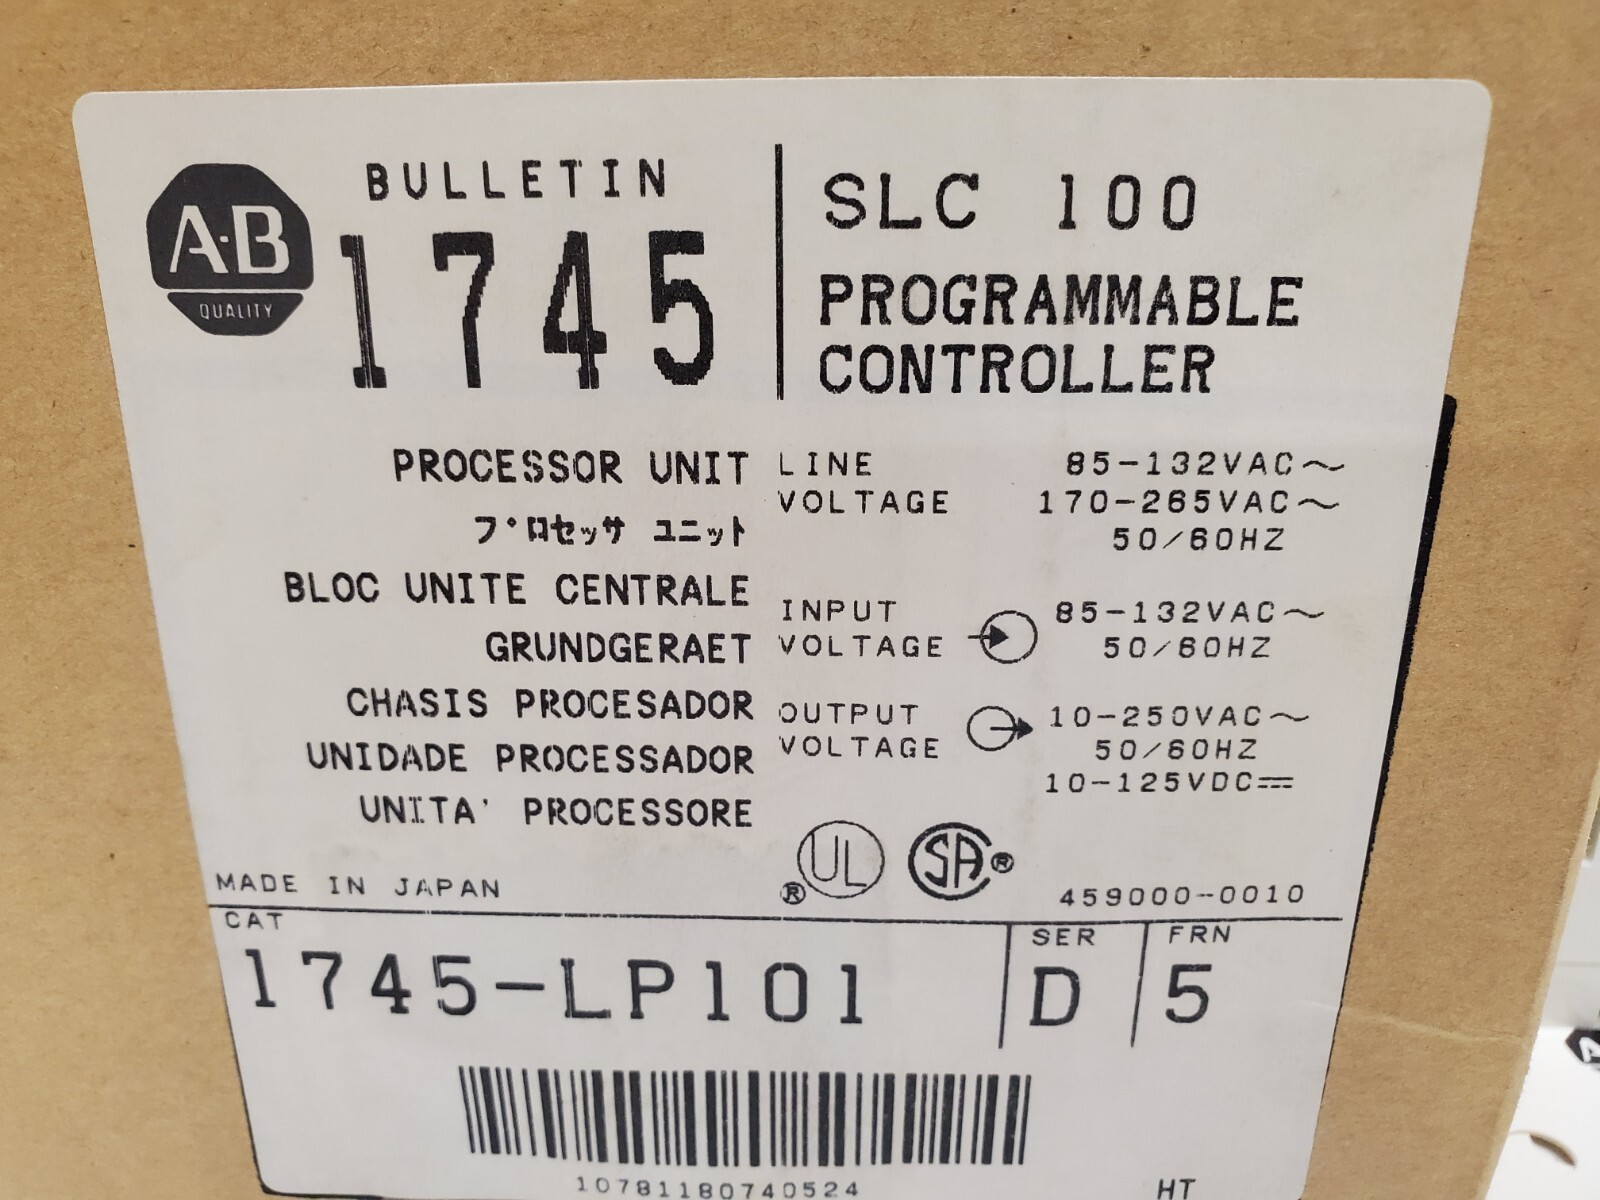 A·B
QUALITY
BULLETIN
1745
SLC 100
PROGRAMMABLE
CONTROLLER
PROCESSOR UNIT
プロセッサ ユニット
BLOC UNITE CENTRALE
GRUNDGERAET
CHASIS PROCESADOR
UNIDADE PROCESSADOR
UNITA' PROCESSORE
LINE VOLTAGE 85-132VAC~
170-265VAC~
50/60HZ
INPUT VOLTAGE 85-132VAC~
50/60HZ
OUTPUT VOLTAGE 10-250VAC~
50/60HZ
10-125VDC⎓
UL ®
SA ®
MADE IN JAPAN
459000-0010
CAT
1745-LP101
SER
D
FRN
5
10781180740524
HT